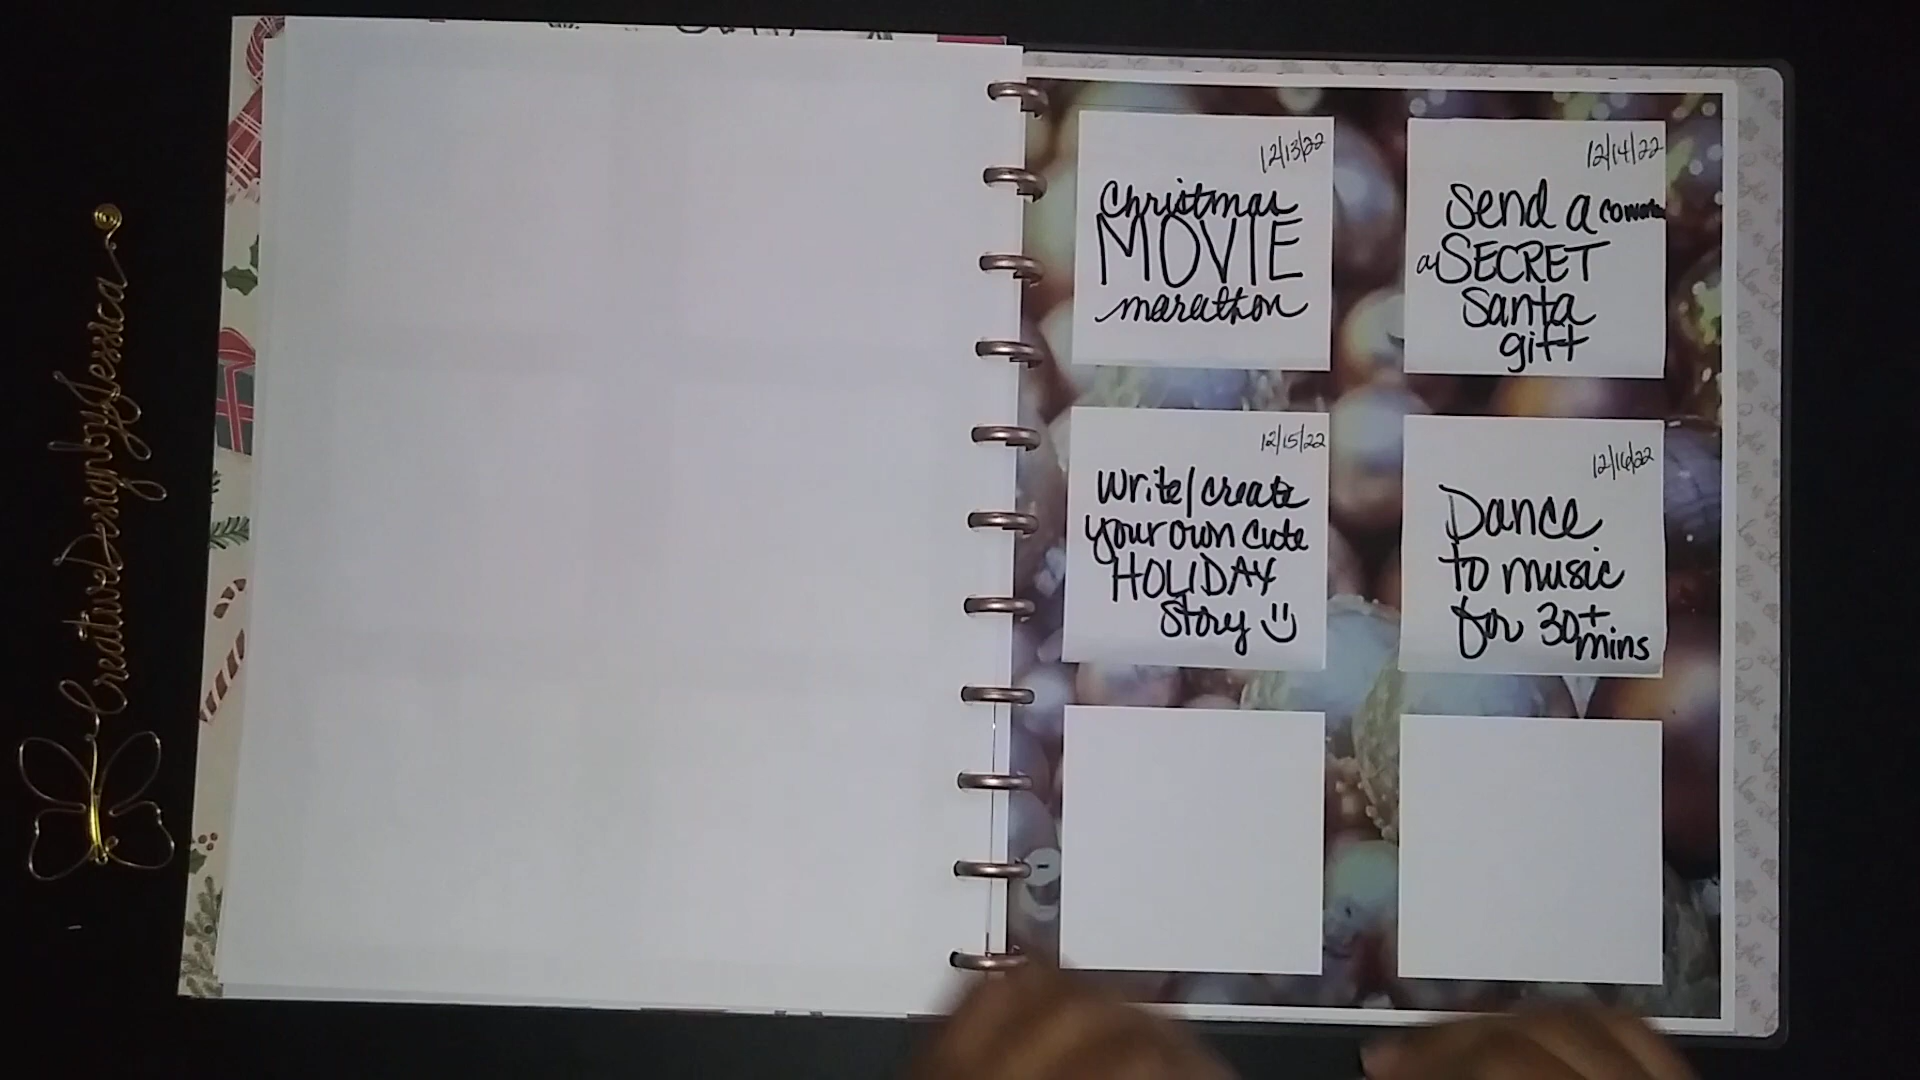 CreativeDesignbyJessica
12/13/22
Christmas
MOVIE
marathon
12/14/22
Send a coworker
a SECRET
santa
gift
12/15/22
Write/create
your own cute
HOLIDAY
Story
12/16/22
Dance
to music
for 30+
mins